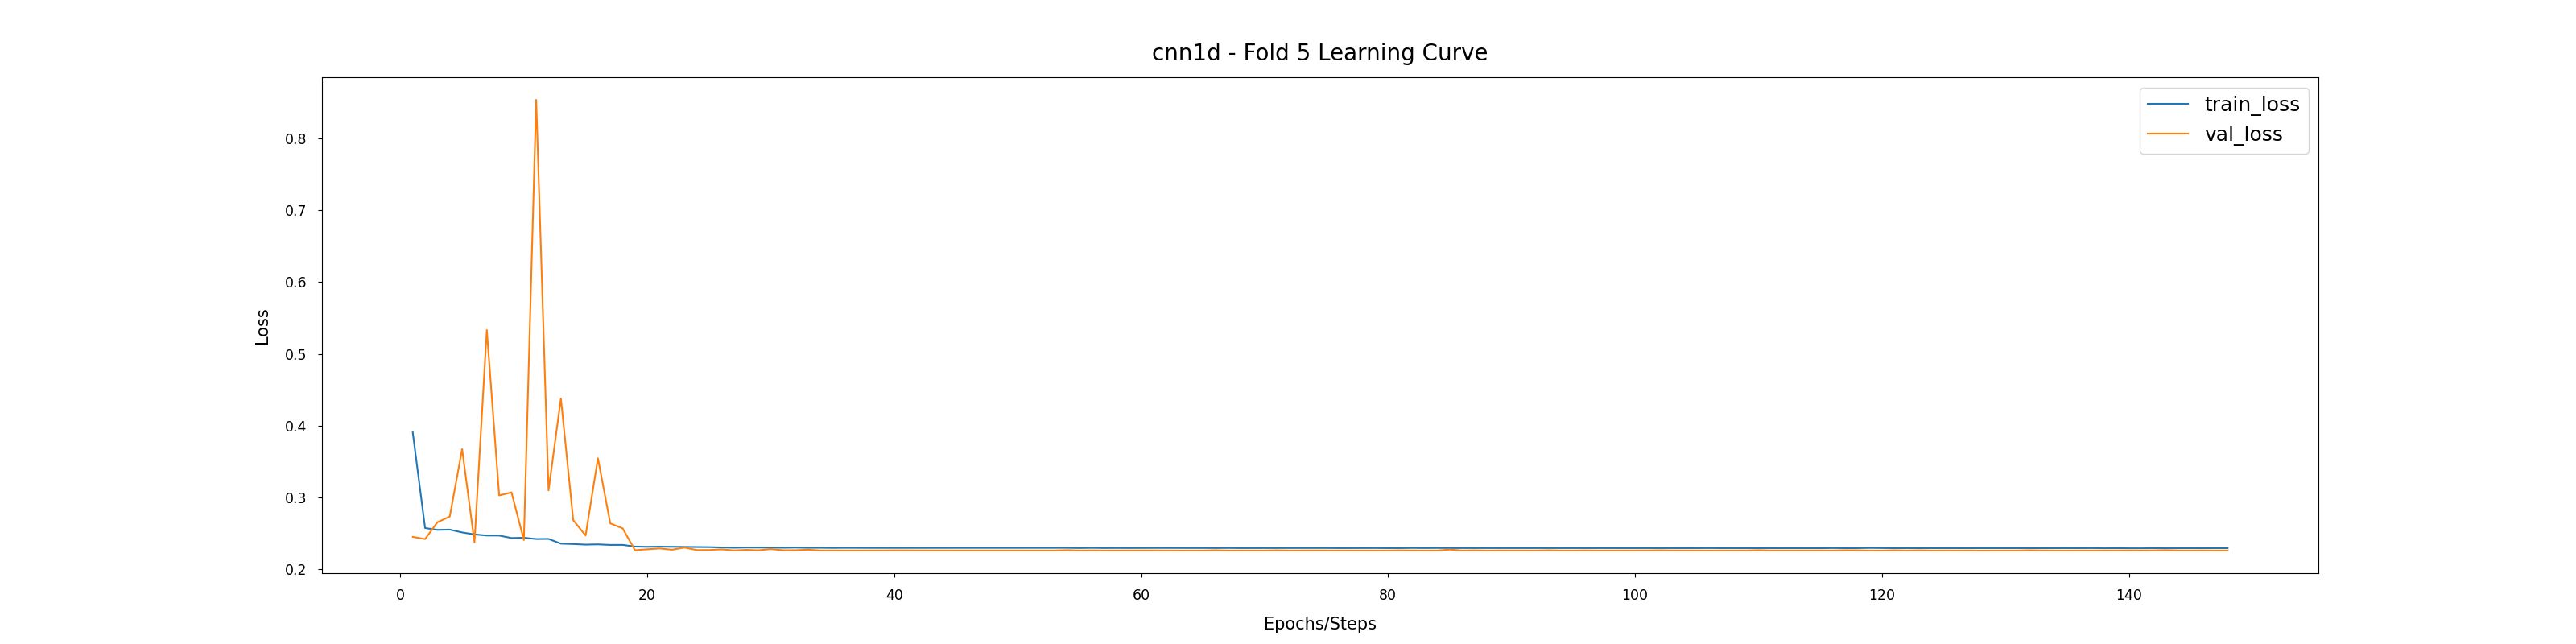 cnn1d - Fold 5 Learning Curve
train_loss
val_loss
0.8
0.7
0.6
0.5
0.4
0.3
0.2
Loss
0 20 40 60 80 100 120 140
Epochs/Steps